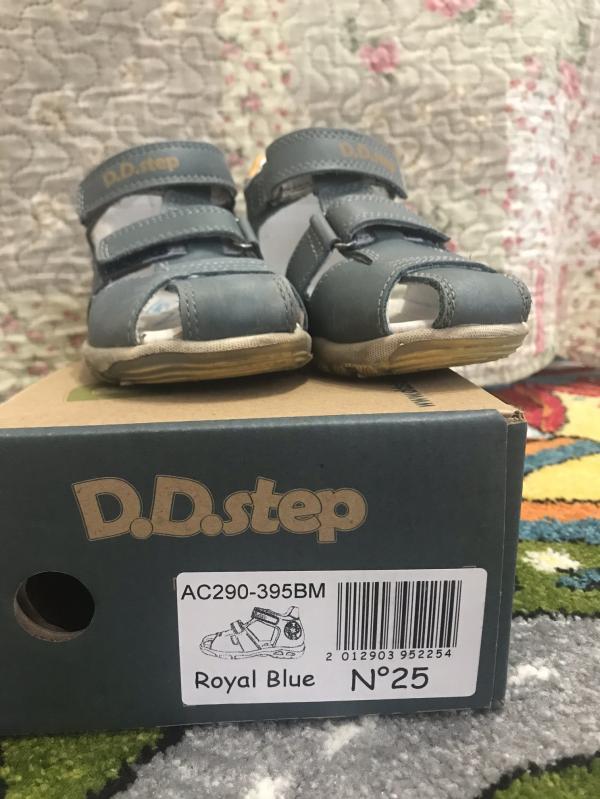 D.D.step
D.D.step
D.D.step
AC290-395BM
2 012903 952254
Royal Blue
N°25